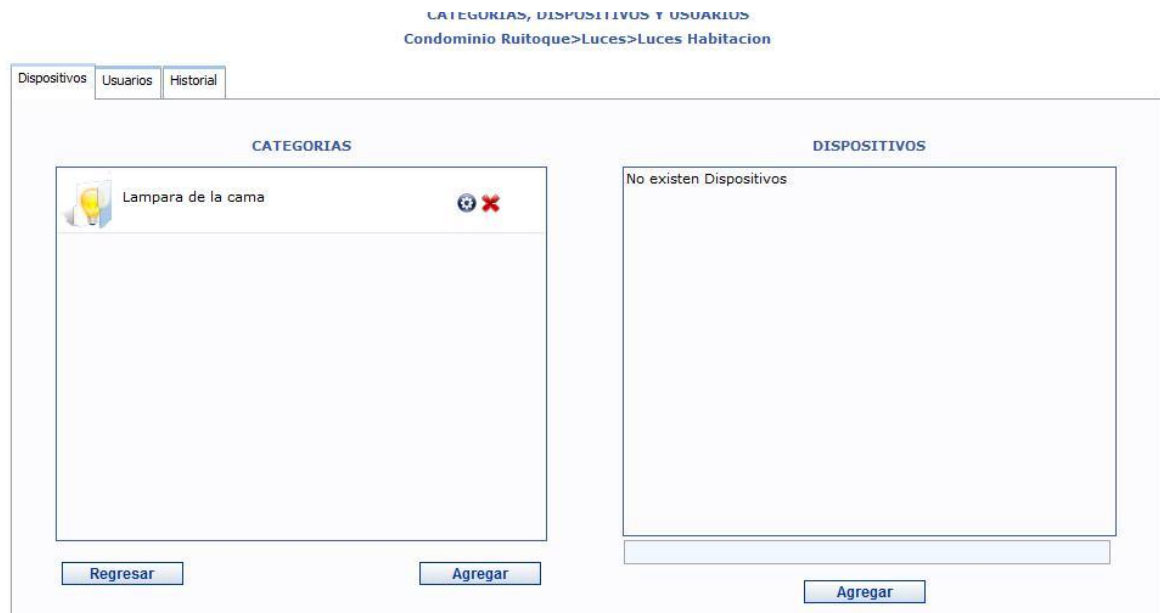 CATEGORIAS, DISPOSITIVOS Y USUARIOS
Condominio Ruitoque>Luces>Luces Habitacion
Dispositivos Usuarios Historial
CATEGORIAS
Lampara de la cama
Regresar Agregar
DISPOSITIVOS
No existen Dispositivos
Agregar